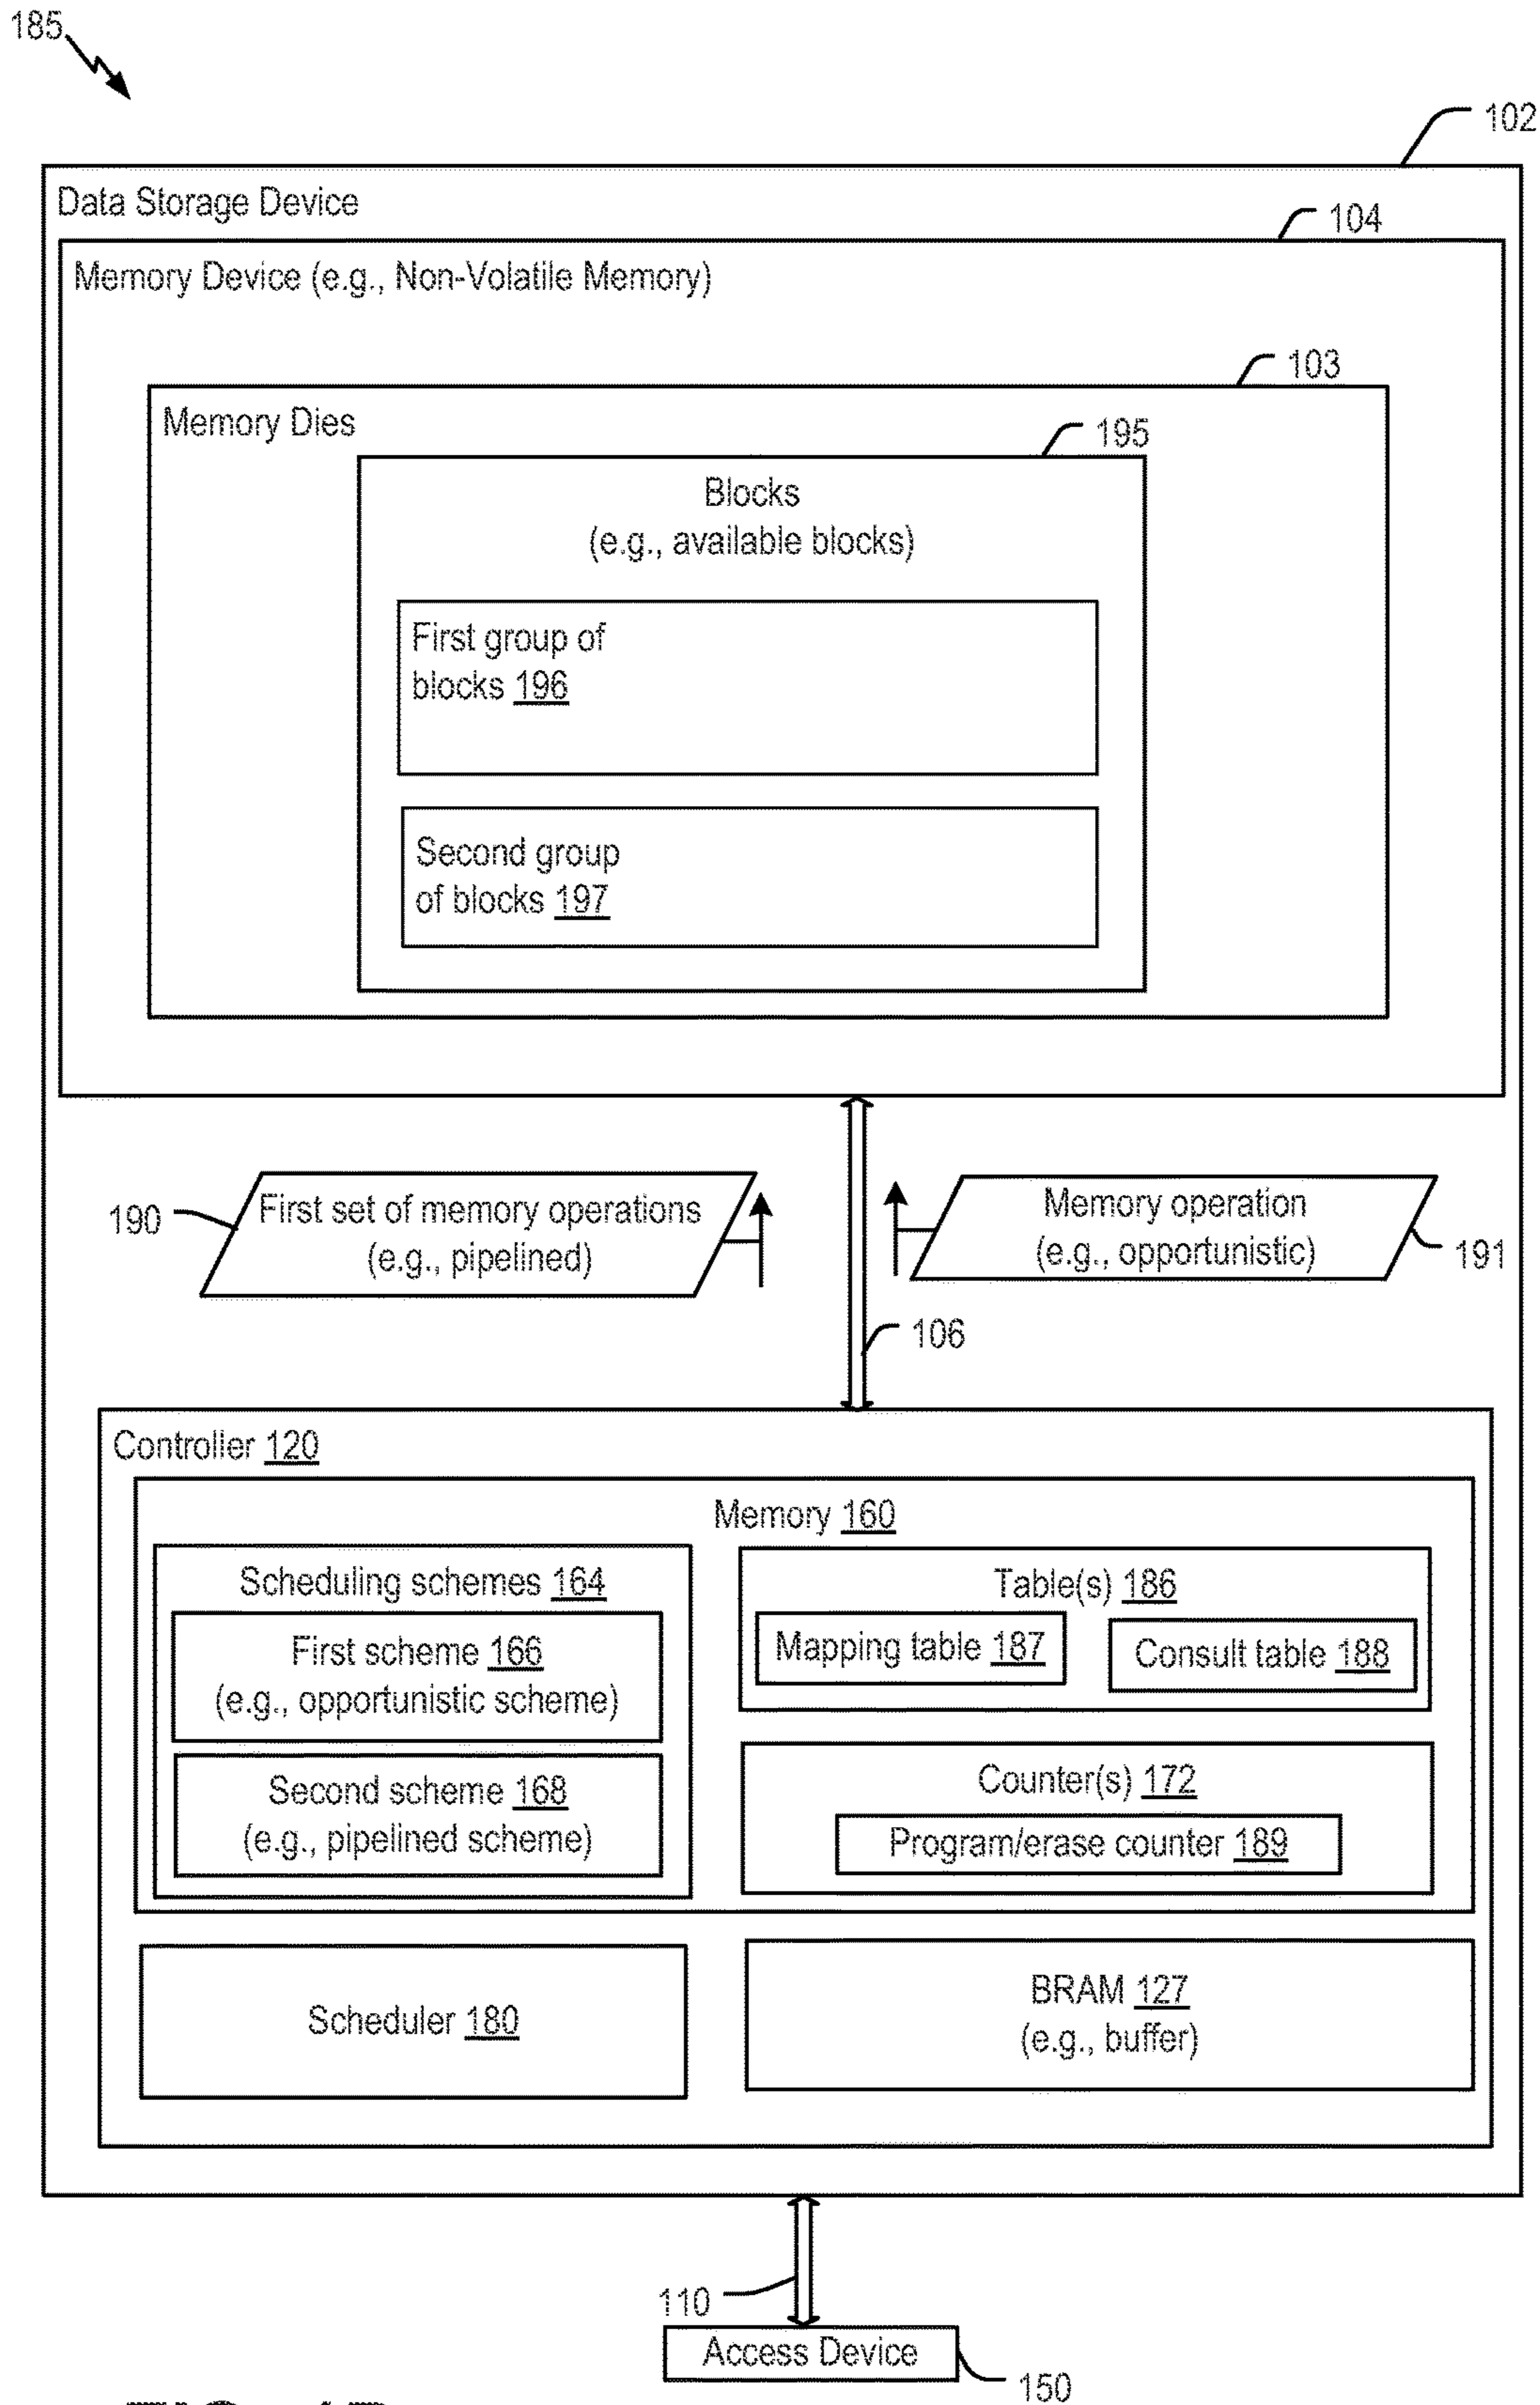 185
102
Data Storage Device
104
Memory Device (e.g., Non-Volatile Memory)
103
Memory Dies
195
Blocks
(e.g., available blocks)
First group of
blocks 196
Second group
of blocks 197
190
First set of memory operations
(e.g., pipelined)
Memory operation
(e.g., opportunistic)
191
106
Controller 120
Memory 160
Scheduling schemes 164
First scheme 166
(e.g., opportunistic scheme)
Second scheme 168
(e.g., pipelined scheme)
Table(s) 186
Mapping table 187
Consult table 188
Counter(s) 172
Program/erase counter 189
Scheduler 180
BRAM 127
(e.g., buffer)
110
Access Device
150